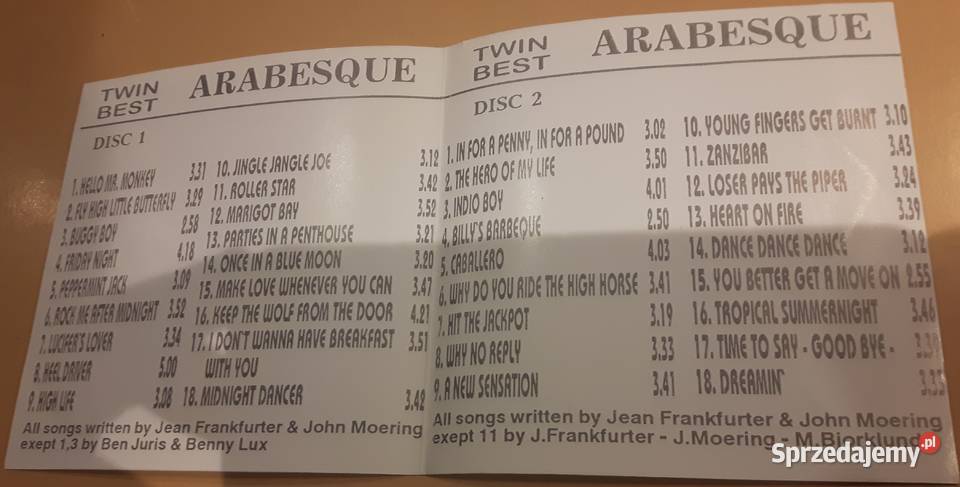 TWIN BEST ARABESQUE
DISC 1
1. HELLO MR. MONKEY 3.31
2. FLY HIGH LITTLE BUTTERFLY 3.29
3. BUGGY BOY 2.58
4. FRIDAY NIGHT 4.18
5. PEPPERMINT JACK 3.09
6. ROCK ME AFTER MIDNIGHT 3.52
7. LUCIFER'S LOVER 3.34
8. HEEL DRIVER 5.00
9. HIGH LIFE 3.08
10. JINGLE JANGLE JOE 3.12
11. ROLLER STAR 3.42
12. MARIGOT BAY 3.52
13. PARTIES IN A PENTHOUSE 3.21
14. ONCE IN A BLUE MOON 3.20
15. MAKE LOVE WHENEVER YOU CAN 3.47
16. KEEP THE WOLF FROM THE DOOR 4.21
17. I DON'T WANNA HAVE BREAKFAST 3.51
WITH YOU
18. MIDNIGHT DANCER 3.42
All songs written by Jean Frankfurter & John Moering
exept 1,3 by Ben Juris & Benny Lux
TWIN BEST ARABESQUE
DISC 2
1. IN FOR A PENNY, IN FOR A POUND 3.02
2. THE HERO OF MY LIFE 3.50
3. INDIO BOY 4.01
4. BILLY'S BARBEQUE 2.50
5. CABALLERO 4.03
6. WHY DO YOU RIDE THE HIGH HORSE 3.41
7. HIT THE JACKPOT 3.19
8. WHY NO REPLY 3.33
9. A NEW SENSATION 3.41
10. YOUNG FINGERS GET BURNT 3.10
11. ZANZIBAR 3.43
12. LOSER PAYS THE PIPER 3.24
13. HEART ON FIRE 3.39
14. DANCE DANCE DANCE 3.12
15. YOU BETTER GET A MOVE ON 2.55
16. TROPICAL SUMMERNIGHT 3.46
17. TIME TO SAY - GOOD BYE -
18. DREAMIN' 3.33
All songs written by Jean Frankfurter & John Moering
exept 11 by J.Frankfurter - J.Moering - M.Bjorklund
Sprzedajemy.pl